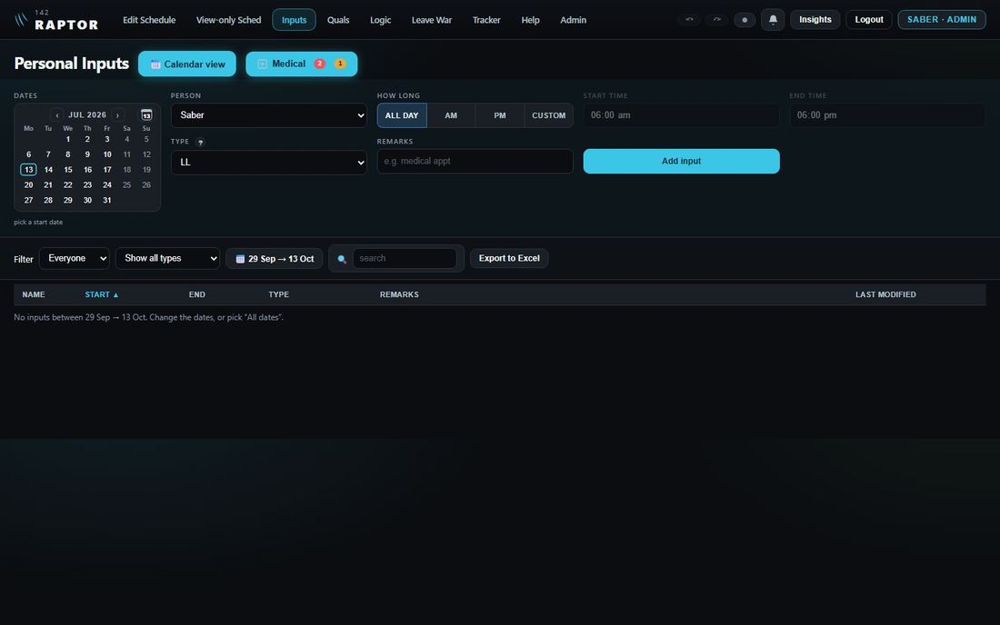 142
RAPTOR
Edit Schedule View-only Sched Inputs Quals Logic Leave War Tracker Help Admin
Insights Logout SABER · ADMIN
Personal Inputs
Calendar view
Medical 2 1
DATES
‹ JUL 2026 › 13
Mo Tu We Th Fr Sa Su
1 2 3 4 5
6 7 8 9 10 11 12
13 14 15 16 17 18 19
20 21 22 23 24 25 26
27 28 29 30 31
pick a start date
PERSON
Saber
HOW LONG
ALL DAY AM PM CUSTOM
START TIME
06:00 am
END TIME
06:00 pm
TYPE ?
LL
REMARKS
e.g. medical appt
Add input
Filter Everyone Show all types 29 Sep → 13 Oct search Export to Excel
NAME START ▲ END TYPE REMARKS LAST MODIFIED
No inputs between 29 Sep → 13 Oct. Change the dates, or pick "All dates".